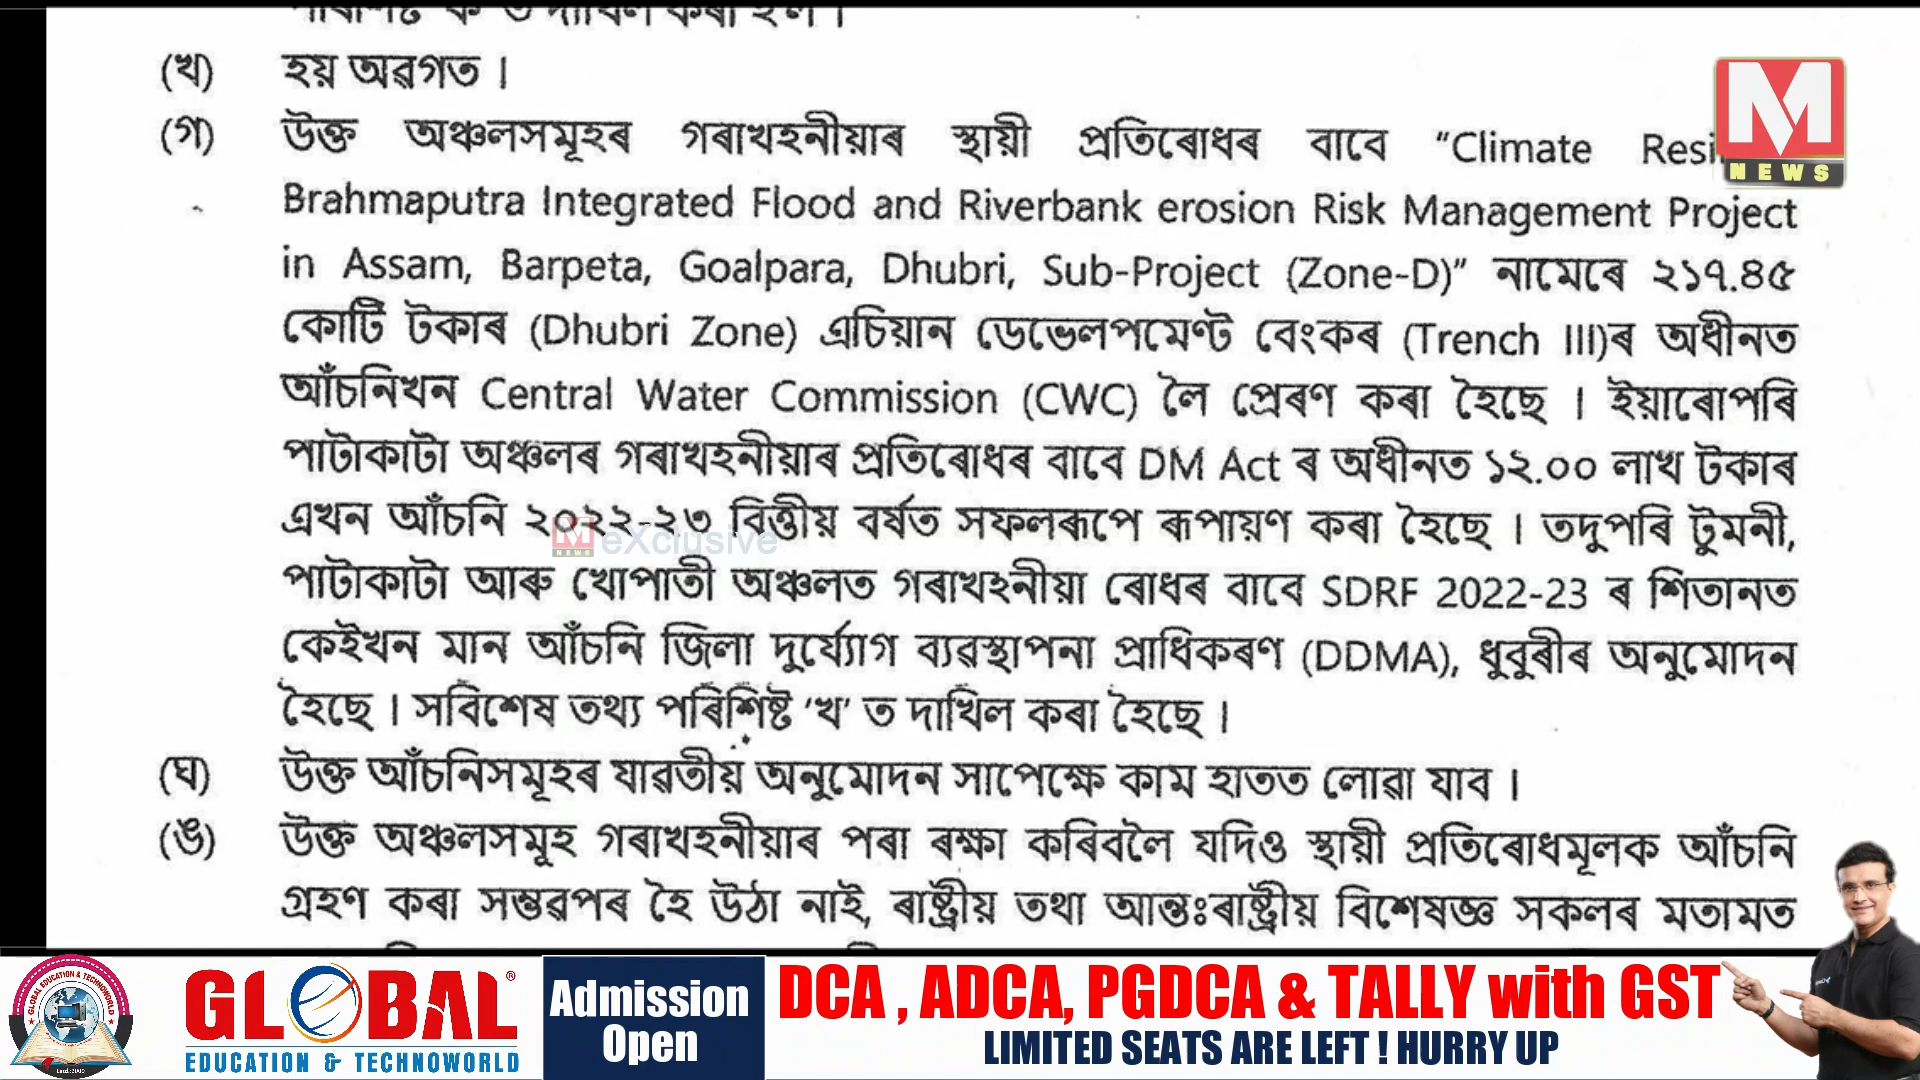 (খ) হয় অৱগত ।
(গ) উক্ত অঞ্চলসমূহৰ গৰাখহনীয়াৰ স্থায়ী প্ৰতিৰোধৰ বাবে “Climate
Brahmaputra Integrated Flood and Riverbank erosion Risk Management Project
in Assam, Barpeta, Goalpara, Dhubri, Sub-Project (Zone-D)” নামেৰে ২১৭.৪৫
কোটি টকাৰ (Dhubri Zone) এচিয়ান ডেভেলপমেণ্ট বেংকৰ (Trench III)ৰ অধীনত
আঁচনিখন Central Water Commission (CWC) লৈ প্ৰেৰণ কৰা হৈছে । ইয়াৰোপৰি
পাটাকাটা অঞ্চলৰ গৰাখহনীয়াৰ প্ৰতিৰোধৰ বাবে DM Act ৰ অধীনত ১২.০০ লাখ টকাৰ
এখন আঁচনি ২০২২-২৩ বিত্তীয় বৰ্ষত সফলৰূপে ৰূপায়ণ কৰা হৈছে । তদুপৰি টুমনী,
পাটাকাটা আৰু খোপাতী অঞ্চলত গৰাখহনীয়া ৰোধৰ বাবে SDRF 2022-23 ৰ শিতানত
কেইখন মান আঁচনি জিলা দুৰ্য্যোগ ব্যৱস্থাপনা প্ৰাধিকৰণ (DDMA), ধুবুৰীৰ অনুমোদন
হৈছে । সবিশেষ তথ্য পৰিশিষ্ট ‘খ’ ত দাখিল কৰা হৈছে ।
(ঘ) উক্ত আঁচনিসমূহৰ যাৱতীয় অনুমোদন সাপেক্ষে কাম হাতত লোৱা যাব ।
(ঙ) উক্ত অঞ্চলসমূহ গৰাখহনীয়াৰ পৰা ৰক্ষা কৰিবলৈ যদিও স্থায়ী প্ৰতিৰোধমূলক আঁচনি
গ্ৰহণ কৰা সম্ভৱপৰ হৈ উঠা নাই, ৰাষ্ট্ৰীয় তথা আন্তঃৰাষ্ট্ৰীয় বিশেষজ্ঞ সকলৰ মতামত
M NEWS
M NEWS eXclusive
GLOBAL EDUCATION & TECHNOWORLD
GLOBAL®
EDUCATION & TECHNOWORLD
Admission
Open
DCA , ADCA, PGDCA & TALLY with GST
LIMITED SEATS ARE LEFT ! HURRY UP